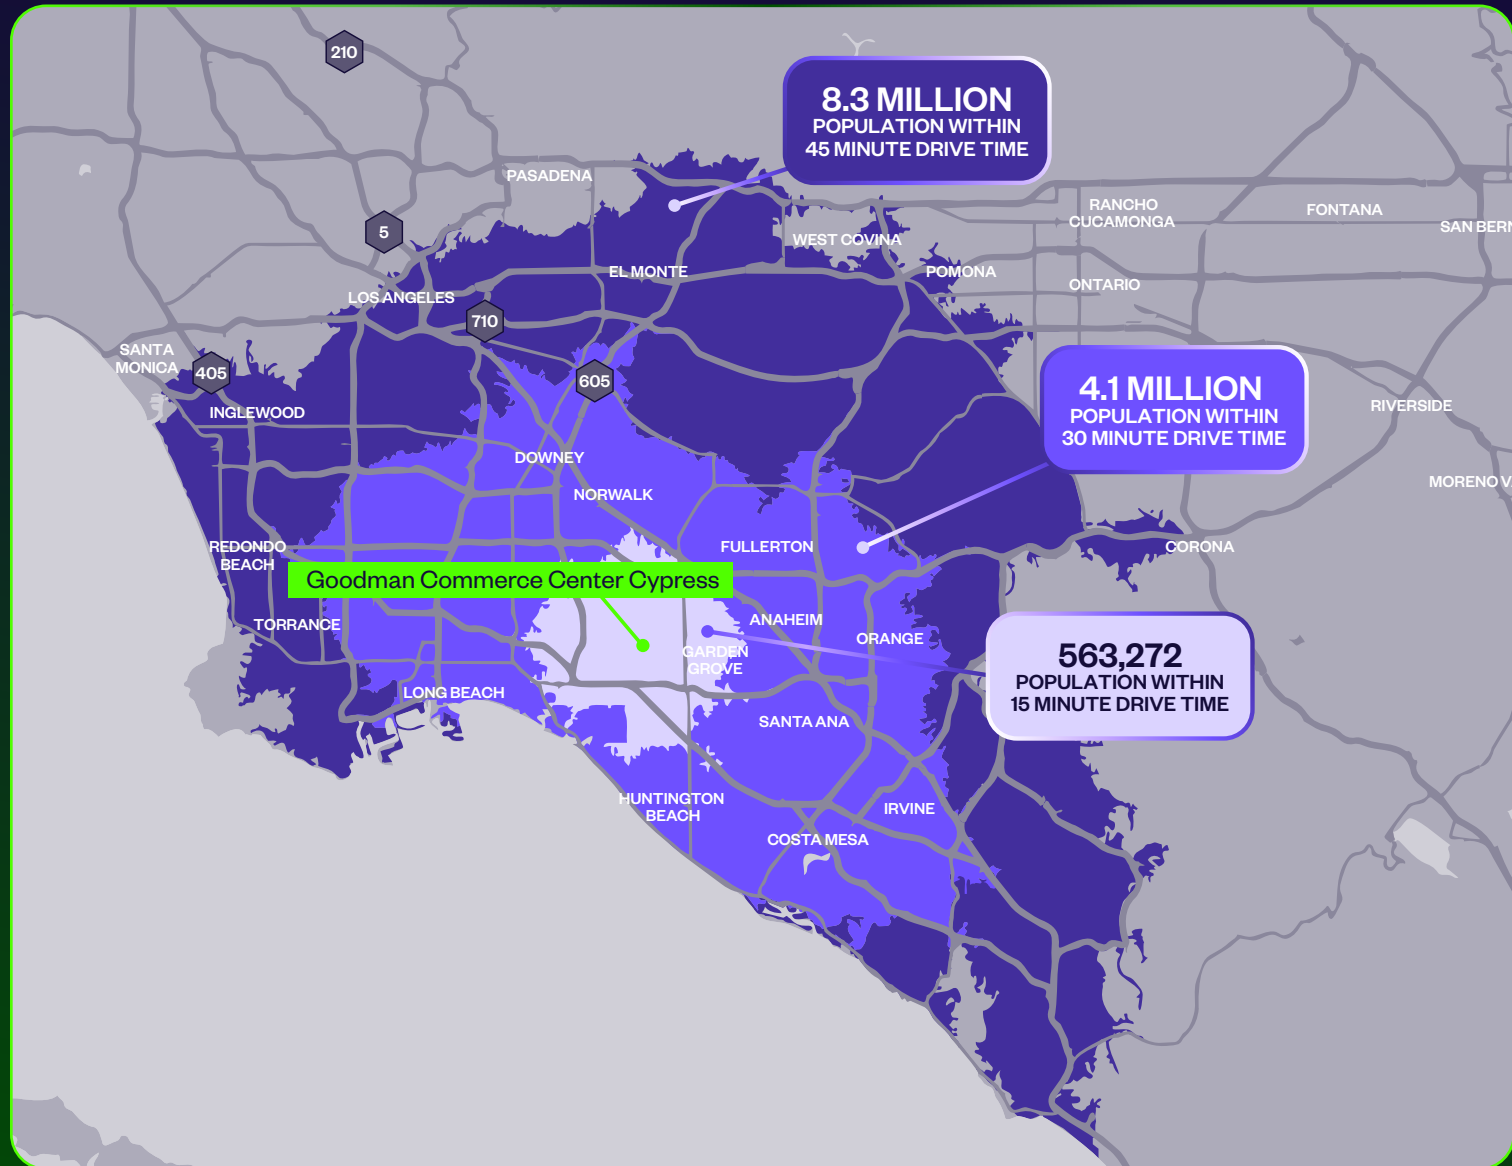 210
8.3 MILLION
POPULATION WITHIN
45 MINUTE DRIVE TIME
PASADENA
RANCHO
CUCAMONGA
FONTANA
SAN BERN
5
WEST COVINA
EL MONTE
POMONA
ONTARIO
LOS ANGELES
710
SANTA
MONICA
405
605
4.1 MILLION
POPULATION WITHIN
30 MINUTE DRIVE TIME
RIVERSIDE
INGLEWOOD
DOWNEY
NORWALK
MORENO V
REDONDO
BEACH
FULLERTON
CORONA
Goodman Commerce Center Cypress
TORRANCE
ANAHEIM
ORANGE
GARDEN
GROVE
563,272
POPULATION WITHIN
15 MINUTE DRIVE TIME
LONG BEACH
SANTA ANA
HUNTINGTON
BEACH
IRVINE
COSTA MESA